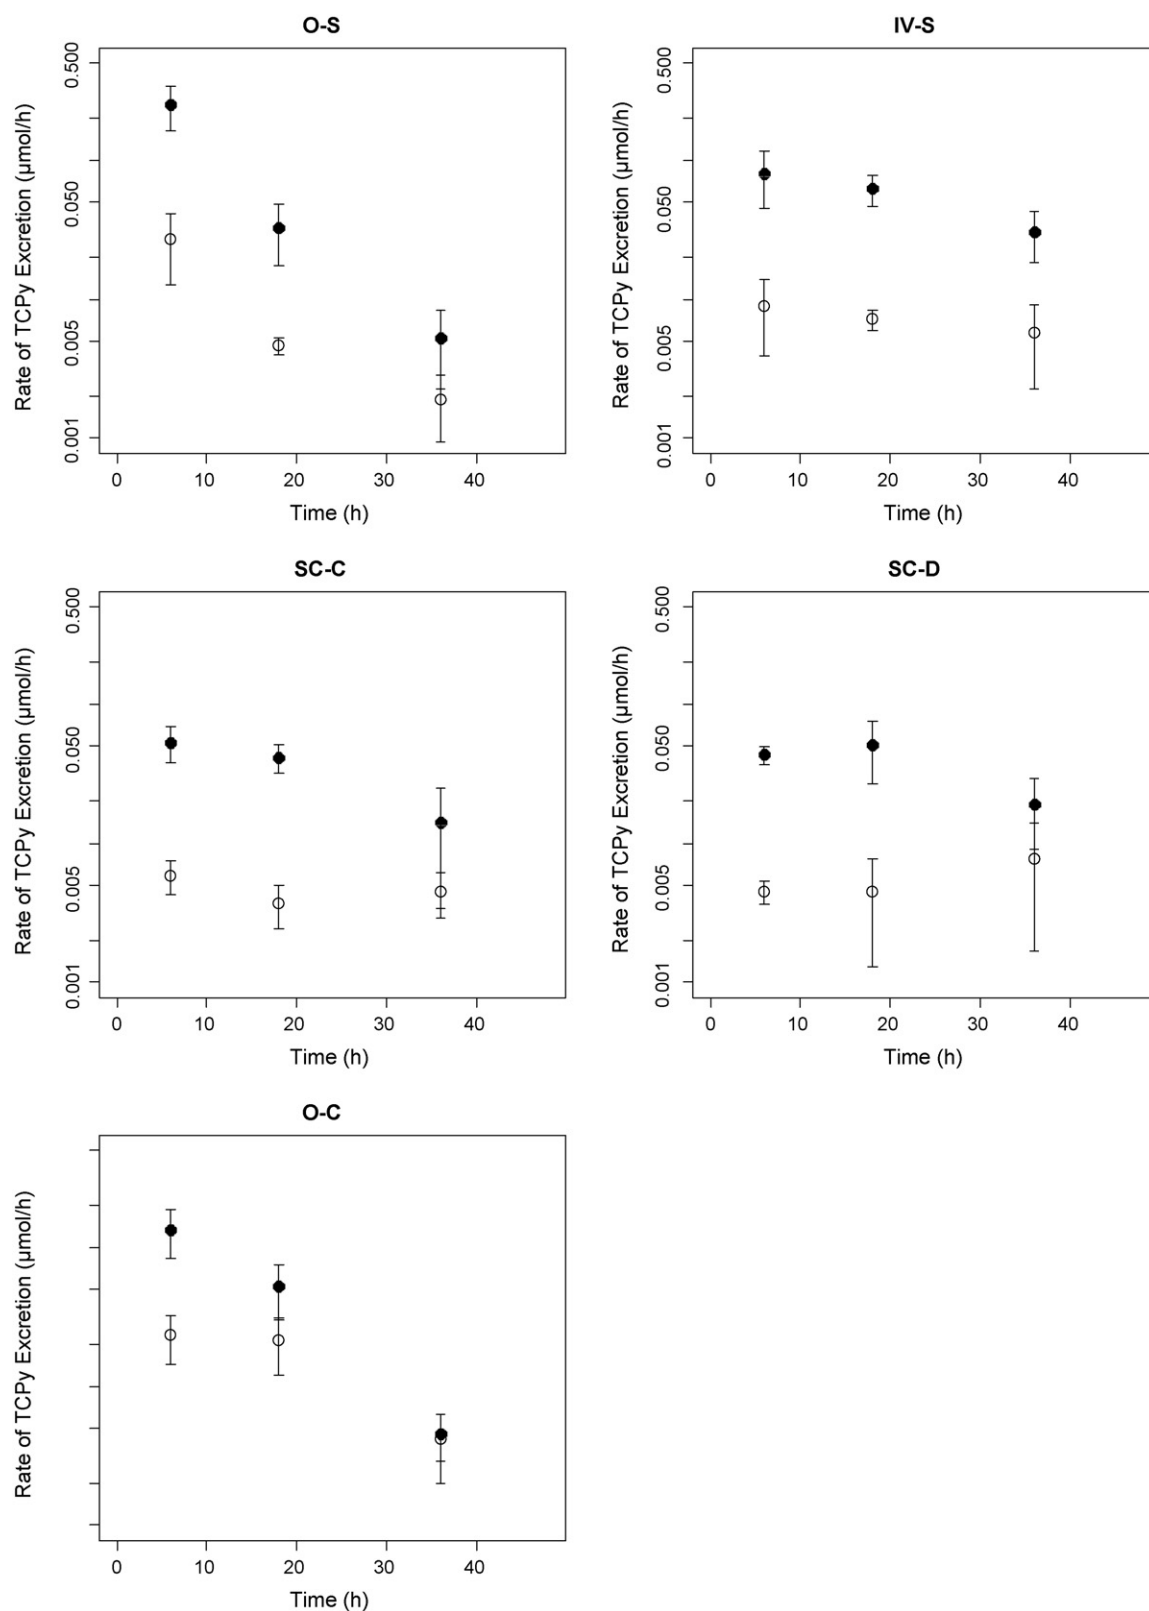 O-S
Rate of TCPy Excretion (μmol/h)
0.500
0.050
0.005
0.001
0 10 20 30 40
Time (h)
IV-S
Rate of TCPy Excretion (μmol/h)
0.500
0.050
0.005
0.001
0 10 20 30 40
Time (h)
SC-C
Rate of TCPy Excretion (μmol/h)
0.500
0.050
0.005
0.001
0 10 20 30 40
Time (h)
SC-D
Rate of TCPy Excretion (μmol/h)
0.500
0.050
0.005
0.001
0 10 20 30 40
Time (h)
O-C
Rate of TCPy Excretion (μmol/h)
0 10 20 30 40
Time (h)